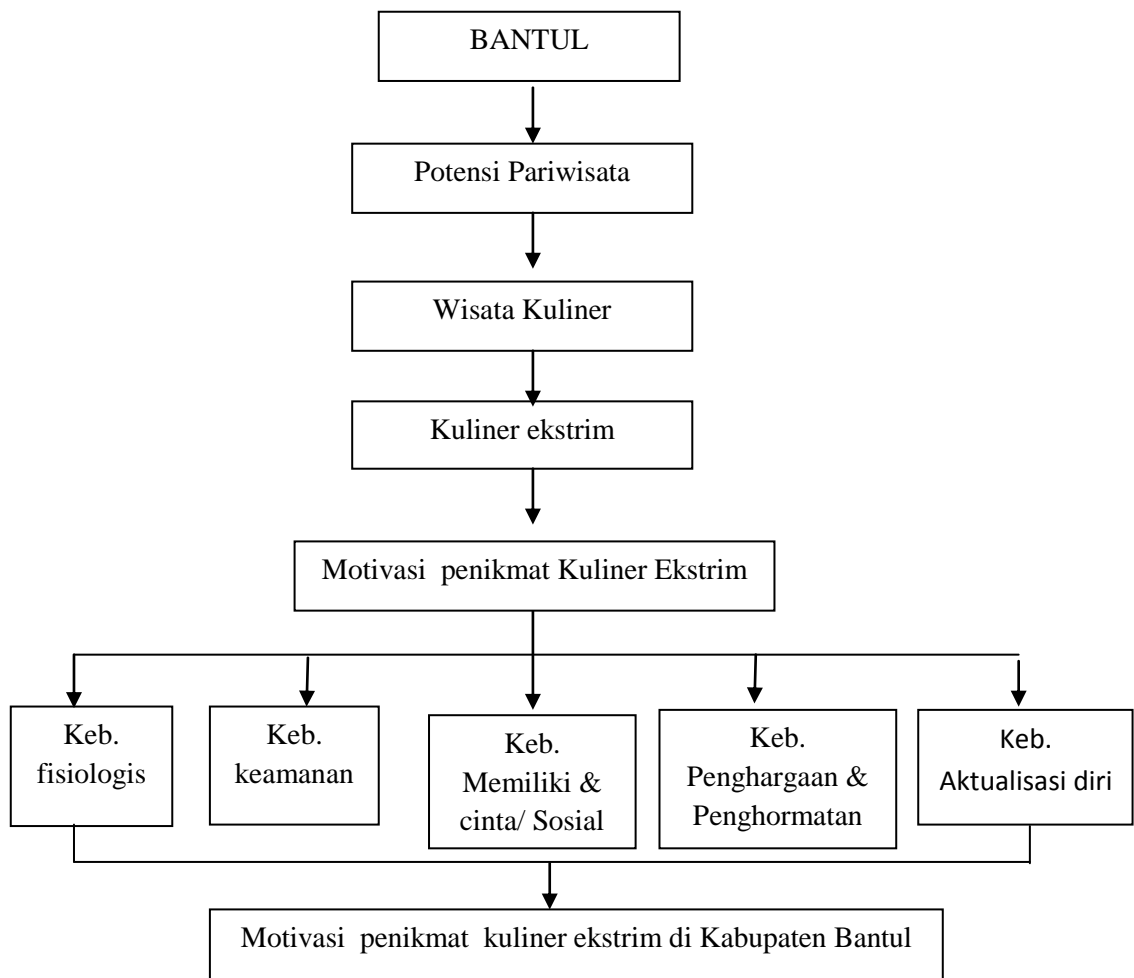 BANTUL
Potensi Pariwisata
Wisata Kuliner
Kuliner ekstrim
Motivasi penikmat Kuliner Ekstrim
Keb.
fisiologis
Keb.
keamanan
Keb.
Memiliki &
cinta/ Sosial
Keb.
Penghargaan &
Penghormatan
Keb.
Aktualisasi diri
Motivasi penikmat kuliner ekstrim di Kabupaten Bantul